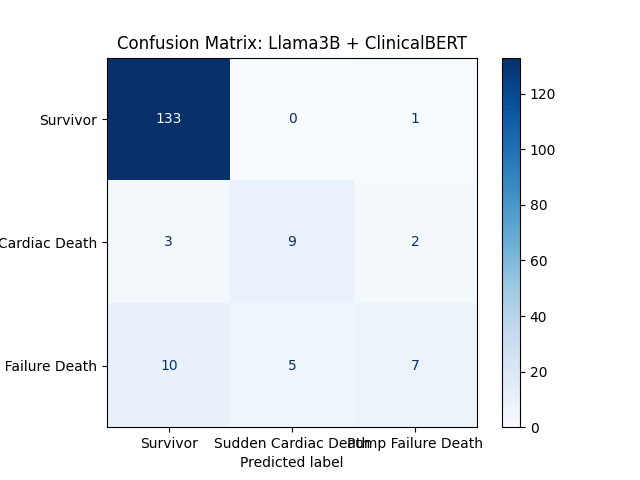 Confusion Matrix: Llama3B + ClinicalBERT
Survivor
133
0
1
120
100
Cardiac Death
3
9
2
80
60
Failure Death
10
5
7
40
20
0
Survivor
Sudden Cardiac Death
Pump Failure Death
Predicted label